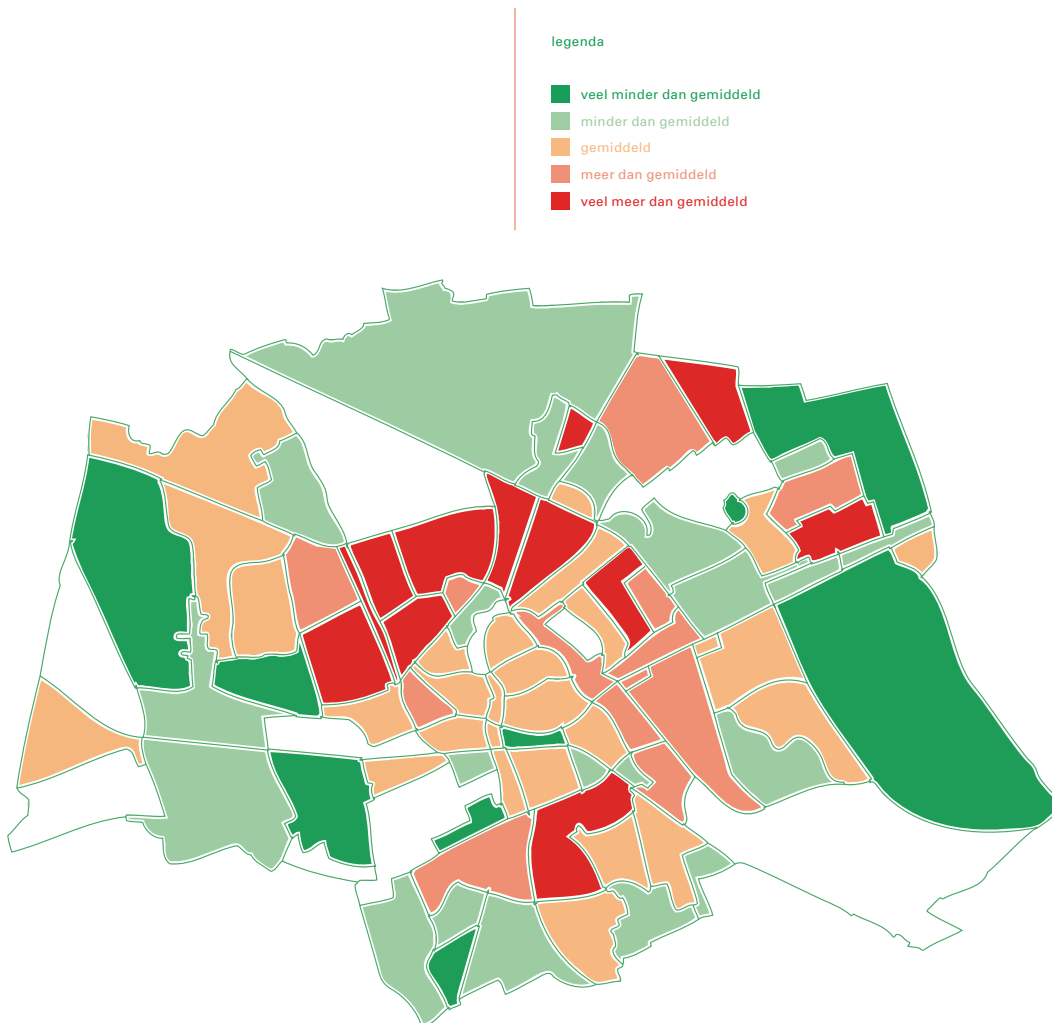 legenda
veel minder dan gemiddeld
minder dan gemiddeld
gemiddeld
meer dan gemiddeld
veel meer dan gemiddeld